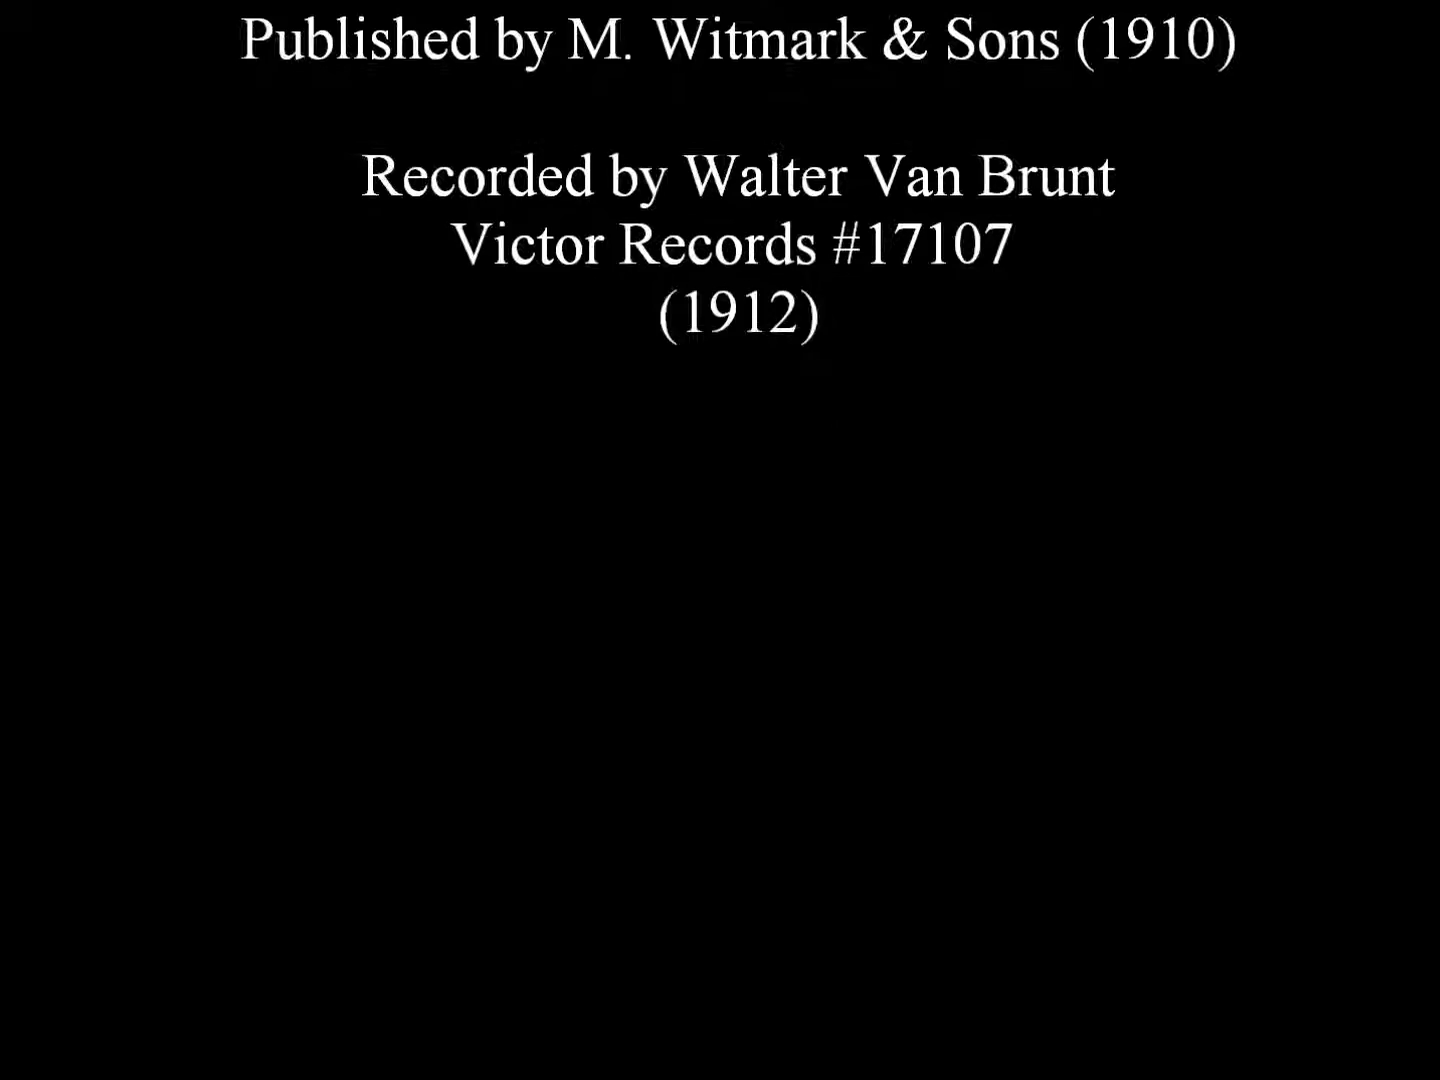 Published by M. Witmark & Sons (1910)
Recorded by Walter Van Brunt
Victor Records #17107
(1912)